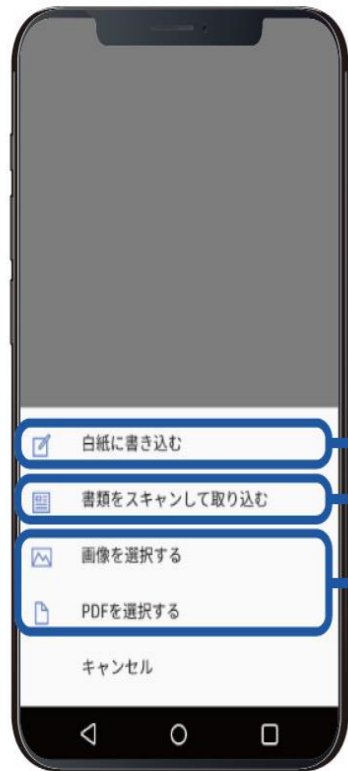 白紙に書き込む
書類をスキャンして取り込む
画像を選択する
PDFを選択する
キャンセル